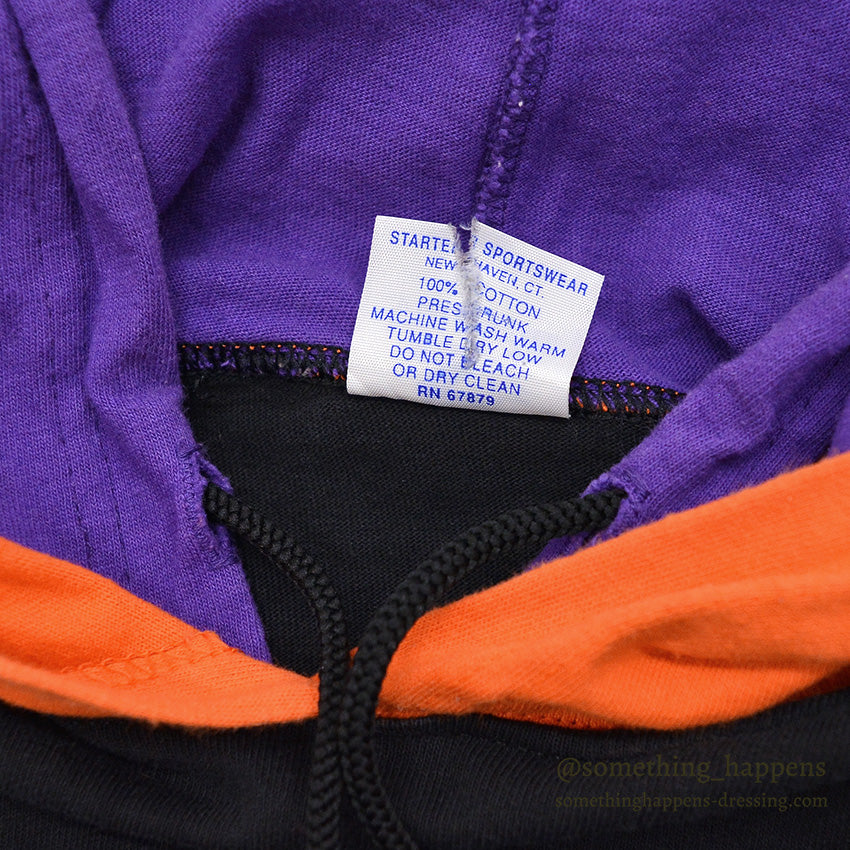 STARTER SPORTSWEAR
NEW HAVEN, CT.
100% COTTON
PRESHRUNK
MACHINE WASH WARM
TUMBLE DRY LOW
DO NOT BLEACH
OR DRY CLEAN
RN 67879
@something_happens
somethinghappens-dressing.com